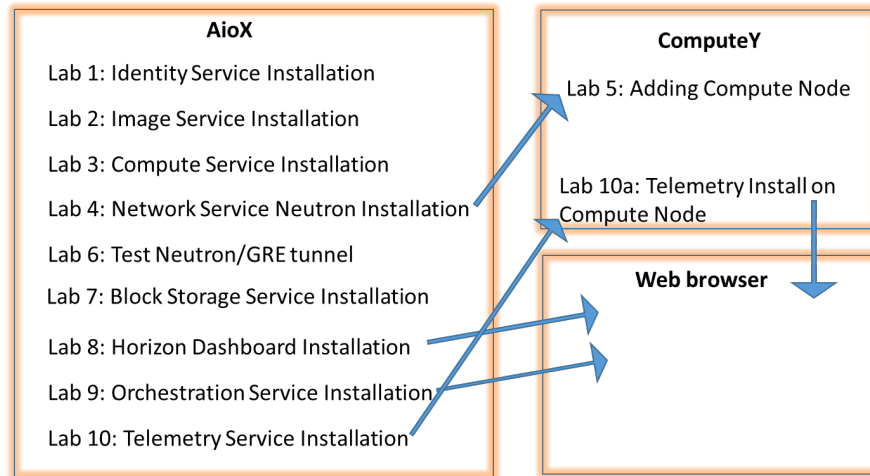 AioX
Lab 1: Identity Service Installation
Lab 2: Image Service Installation
Lab 3: Compute Service Installation
Lab 4: Network Service Neutron Installation
Lab 6: Test Neutron/GRE tunnel
Lab 7: Block Storage Service Installation
Lab 8: Horizon Dashboard Installation
Lab 9: Orchestration Service Installation
Lab 10: Telemetry Service Installation
ComputeY
Lab 5: Adding Compute Node
Lab 10a: Telemetry Install on
Compute Node
Web browser